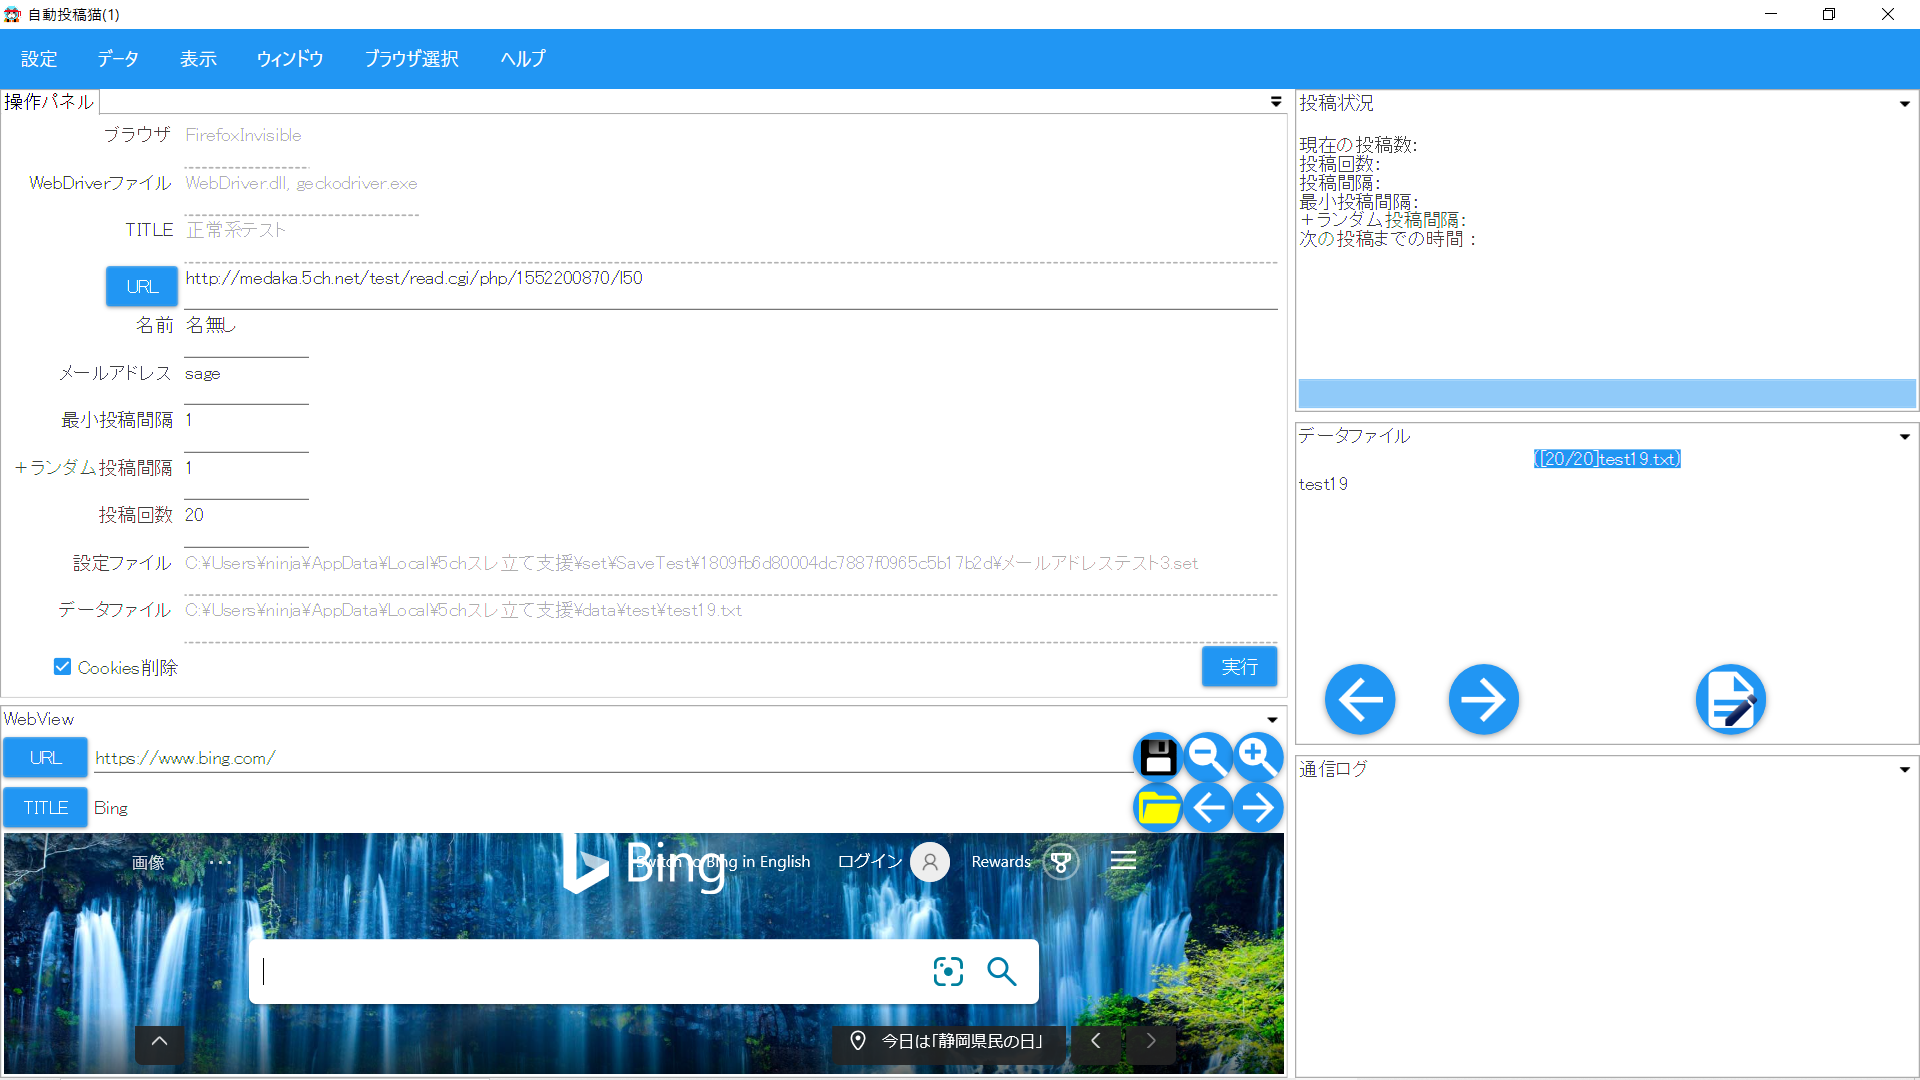 自動投稿猫(1)
設定 データ 表示 ウィンドウ ブラウザ選択 ヘルプ
操作パネル
ブラウザ FirefoxInvisible
WebDriverファイル WebDriver.dll, geckodriver.exe
TITLE 正常系テスト
URL http://medaka.5ch.net/test/read.cgi/php/1552200870/l50
名前 名無し
メールアドレス sage
最小投稿間隔 1
+ランダム投稿間隔 1
投稿回数 20
設定ファイル C:¥Users¥ninja¥AppData¥Local¥5chスレ立て支援¥set¥SaveTest¥1809fb6d80004dc7887f0965c5b17b2d¥メールアドレステスト3.set
データファイル C:¥Users¥ninja¥AppData¥Local¥5chスレ立て支援¥data¥test¥test19.txt
Cookies削除 実行
WebView
URL https://www.bing.com/
TITLE Bing
画像 ... Bing Switch to Bing in English ログイン Rewards
今日は「静岡県民の日」
投稿状況
現在の投稿数:
投稿回数:
投稿間隔:
最小投稿間隔:
+ランダム投稿間隔:
次の投稿までの時間 :
データファイル
([20/20]test19.txt)
test19
通信ログ